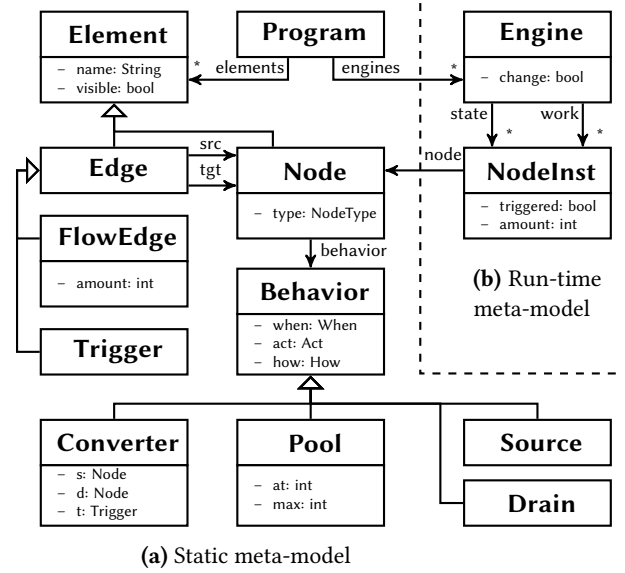 Element
– name: String
– visible: bool
Program
elements
*
engines
*
Engine
– change: bool
state
*
work
*
Edge
src
tgt
Node
– type: NodeType
node
NodeInst
– triggered: bool
– amount: int
FlowEdge
– amount: int
behavior
(b) Run-time
meta-model
Behavior
– when: When
– act: Act
– how: How
Trigger
Converter
– s: Node
– d: Node
– t: Trigger
Pool
– at: int
– max: int
Source
Drain
(a) Static meta-model